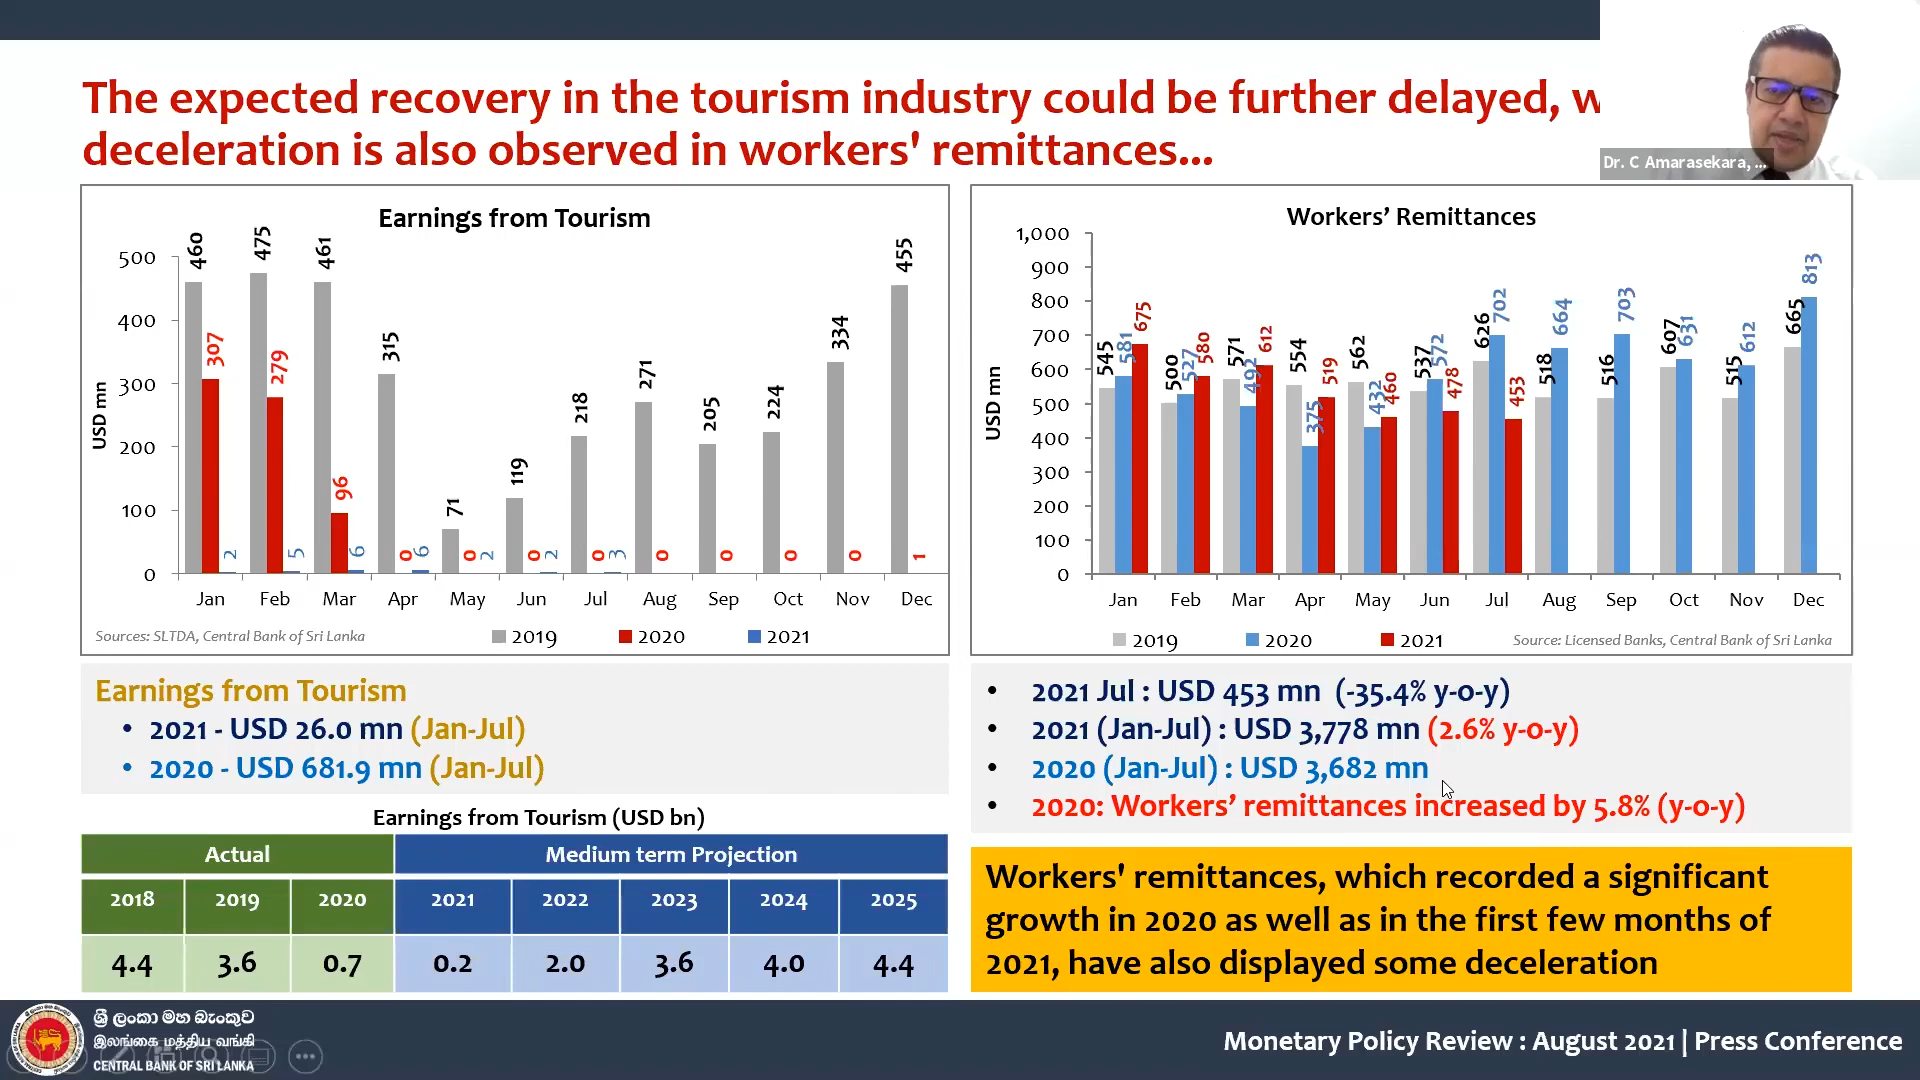 The expected recovery in the tourism industry could be further delayed, w
deceleration is also observed in workers' remittances...
Dr. C Amarasekara, ...
Earnings from Tourism
USD mn
500
400
300
200
100
0
460 307 2
475 279 5
461 96 6
315 0 6
71 0 2
119 0 2
218 0 3
271 0
205 0
224 0
334 0
455 1
Jan Feb Mar Apr May Jun Jul Aug Sep Oct Nov Dec
Sources: SLTDA, Central Bank of Sri Lanka
2019 2020 2021
Workers’ Remittances
USD mn
1,000
900
800
700
600
500
400
300
200
100
0
545 581 675
500 527 580
571 492 612
554 375 519
562 432 460
537 572 478
626 702 453
518 664
516 703
607 631
515 612
665 813
Jan Feb Mar Apr May Jun Jul Aug Sep Oct Nov Dec
2019 2020 2021
Source: Licensed Banks, Central Bank of Sri Lanka
Earnings from Tourism
• 2021 - USD 26.0 mn (Jan-Jul)
• 2020 - USD 681.9 mn (Jan-Jul)
Earnings from Tourism (USD bn)
Actual Medium term Projection
2018 2019 2020 2021 2022 2023 2024 2025
4.4 3.6 0.7 0.2 2.0 3.6 4.0 4.4
• 2021 Jul : USD 453 mn (-35.4% y-o-y)
• 2021 (Jan-Jul) : USD 3,778 mn (2.6% y-o-y)
• 2020 (Jan-Jul) : USD 3,682 mn
• 2020: Workers’ remittances increased by 5.8% (y-o-y)
Workers' remittances, which recorded a significant
growth in 2020 as well as in the first few months of
2021, have also displayed some deceleration
ශ්‍රී ලංකා මහ බැංකුව
இலங்கை மத்திய வங்கி
CENTRAL BANK OF SRI LANKA
Monetary Policy Review : August 2021 | Press Conference